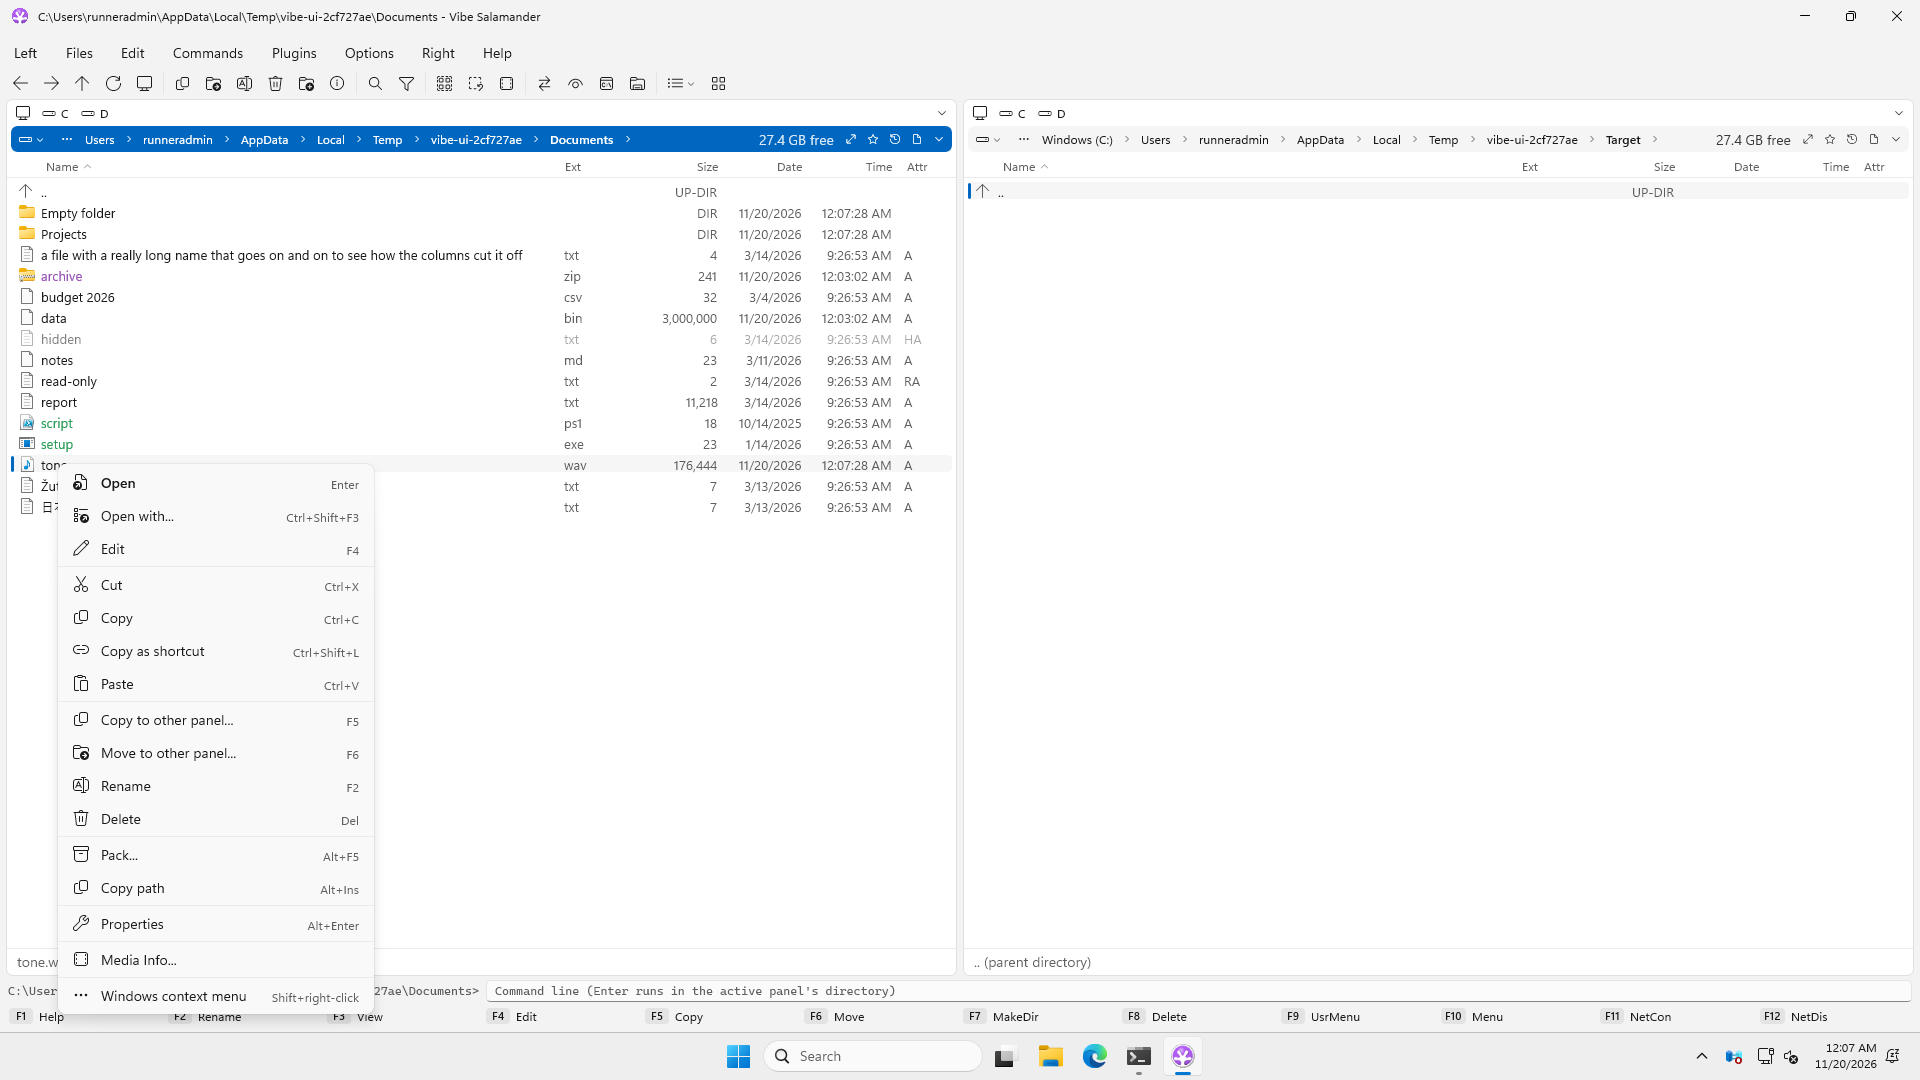 C:\Users\runneradmin\AppData\Local\Temp\vibe-ui-2cf727ae\Documents - Vibe Salamander
Left Files Edit Commands Plugins Options Right Help
C D
Users runneradmin AppData Local Temp vibe-ui-2cf727ae Documents 27.4 GB free
Name Ext Size Date Time Attr
.. UP-DIR
Empty folder DIR 11/20/2026 12:07:28 AM
Projects DIR 11/20/2026 12:07:28 AM
a file with a really long name that goes on and on to see how the columns cut it off txt 4 3/14/2026 9:26:53 AM A
archive zip 241 11/20/2026 12:03:02 AM A
budget 2026 csv 32 3/4/2026 9:26:53 AM A
data bin 3,000,000 11/20/2026 12:03:02 AM A
hidden txt 6 3/14/2026 9:26:53 AM HA
notes md 23 3/11/2026 9:26:53 AM A
read-only txt 2 3/14/2026 9:26:53 AM RA
report txt 11,218 3/14/2026 9:26:53 AM A
script ps1 18 10/14/2025 9:26:53 AM A
setup exe 23 1/14/2026 9:26:53 AM A
tone wav 176,444 11/20/2026 12:07:28 AM A
txt 7 3/13/2026 9:26:53 AM A
txt 7 3/13/2026 9:26:53 AM A
Open Enter
Open with... Ctrl+Shift+F3
Edit F4
Cut Ctrl+X
Copy Ctrl+C
Copy as shortcut Ctrl+Shift+L
Paste Ctrl+V
Copy to other panel... F5
Move to other panel... F6
Rename F2
Delete Del
Pack... Alt+F5
Copy path Alt+Ins
Properties Alt+Enter
Media Info...
Windows context menu Shift+right-click
C D
Windows (C:) Users runneradmin AppData Local Temp vibe-ui-2cf727ae Target 27.4 GB free
Name Ext Size Date Time Attr
.. UP-DIR
tone.w
.. (parent directory)
C:\User 27ae\Documents> Command line (Enter runs in the active panel's directory)
F1 Help F2 Rename F3 View F4 Edit F5 Copy F6 Move F7 MakeDir F8 Delete F9 UsrMenu F10 Menu F11 NetCon F12 NetDis
Search
12:07 AM
11/20/2026